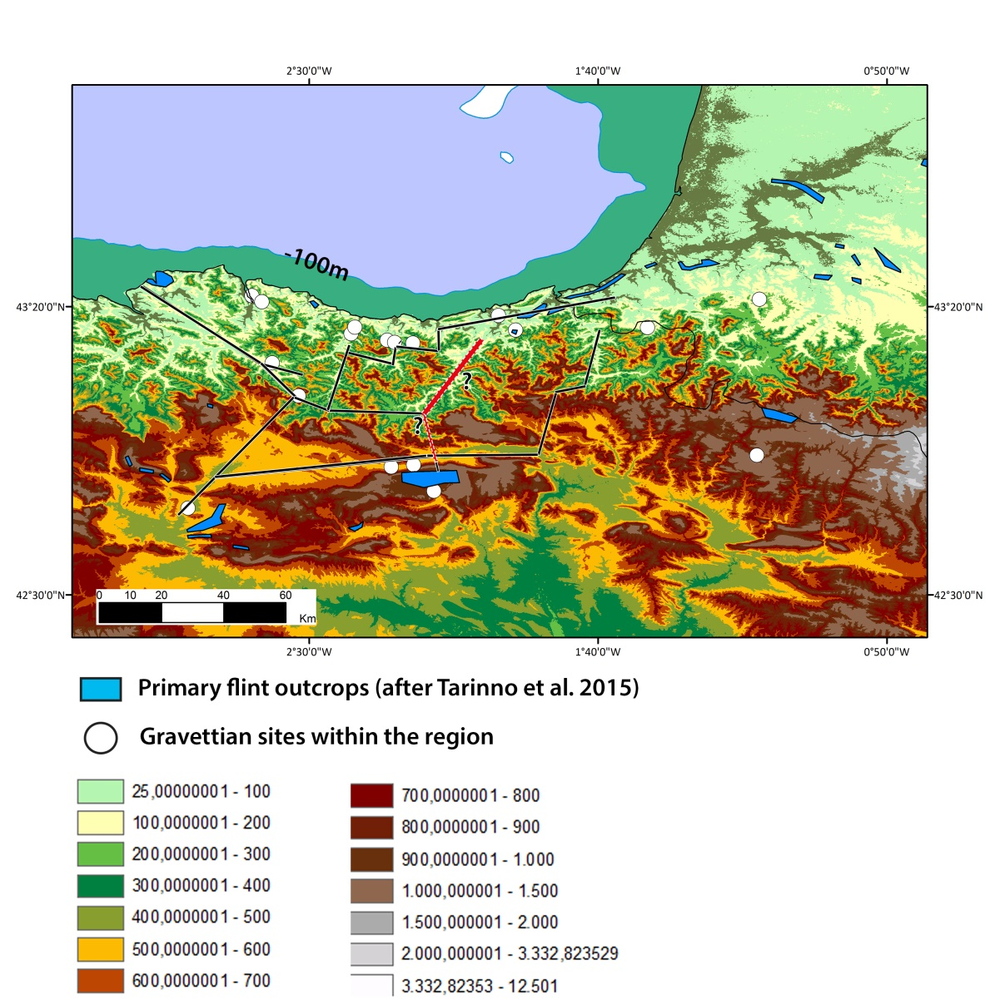 2°30'0"W
1°40'0"W
0°50'0"W
-100m
43°20'0"N
43°20'0"N
?
?
42°30'0"N
42°30'0"N
0 10 20 40 60
Km
2°30'0"W
1°40'0"W
0°50'0"W
Primary flint outcrops (after Tarinno et al. 2015)
Gravettian sites within the region
25,00000001 - 100
100,0000001 - 200
200,0000001 - 300
300,0000001 - 400
400,0000001 - 500
500,0000001 - 600
600,0000001 - 700
700,0000001 - 800
800,0000001 - 900
900,0000001 - 1.000
1.000,000001 - 1.500
1.500,000001 - 2.000
2.000,000001 - 3.332,823529
3.332,82353 - 12.501